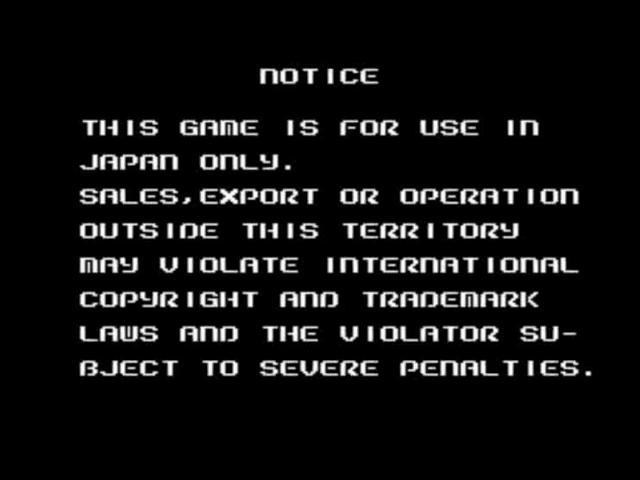 NOTICE
THIS GAME IS FOR USE IN
JAPAN ONLY.
SALES,EXPORT OR OPERATION
OUTSIDE THIS TERRITORY
MAY VIOLATE INTERNATIONAL
COPYRIGHT AND TRADEMARK
LAWS AND THE VIOLATOR SU-
BJECT TO SEVERE PENALTIES.